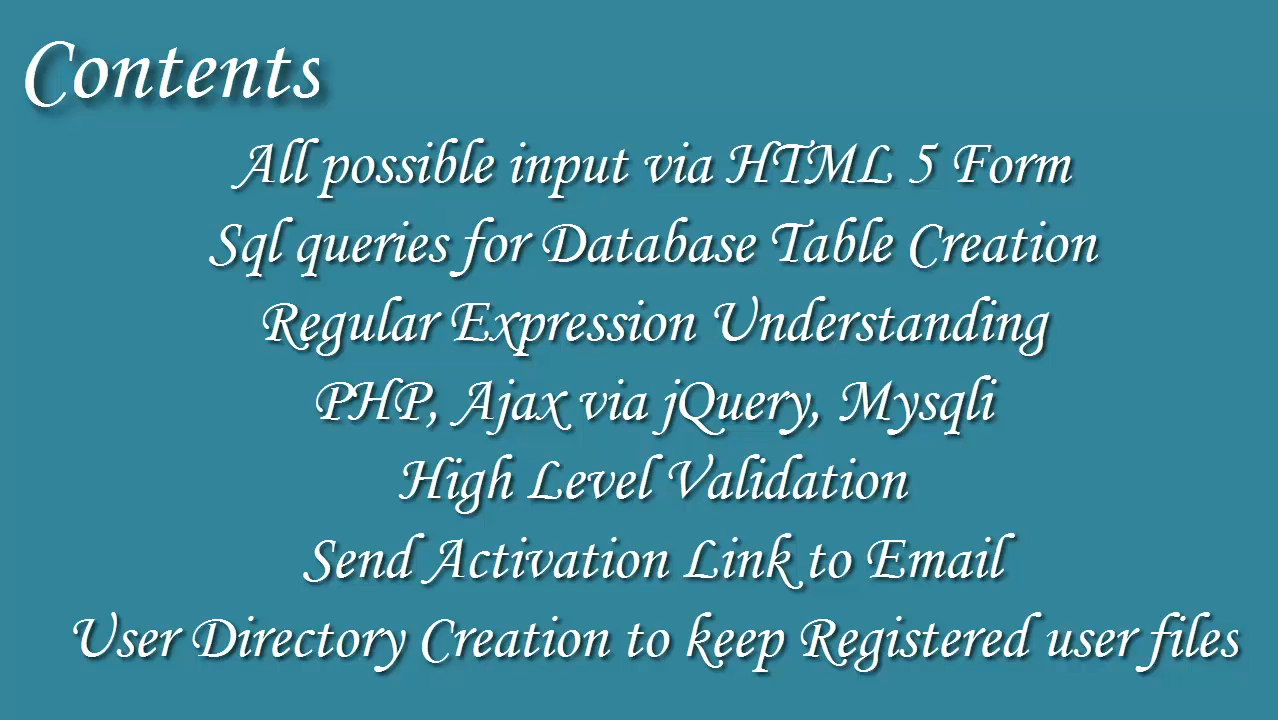 Contents
All possible input via HTML 5 Form
Sql queries for Database Table Creation
Regular Expression Understanding
PHP, Ajax via jQuery, Mysqli
High Level Validation
Send Activation Link to Email
User Directory Creation to keep Registered user files